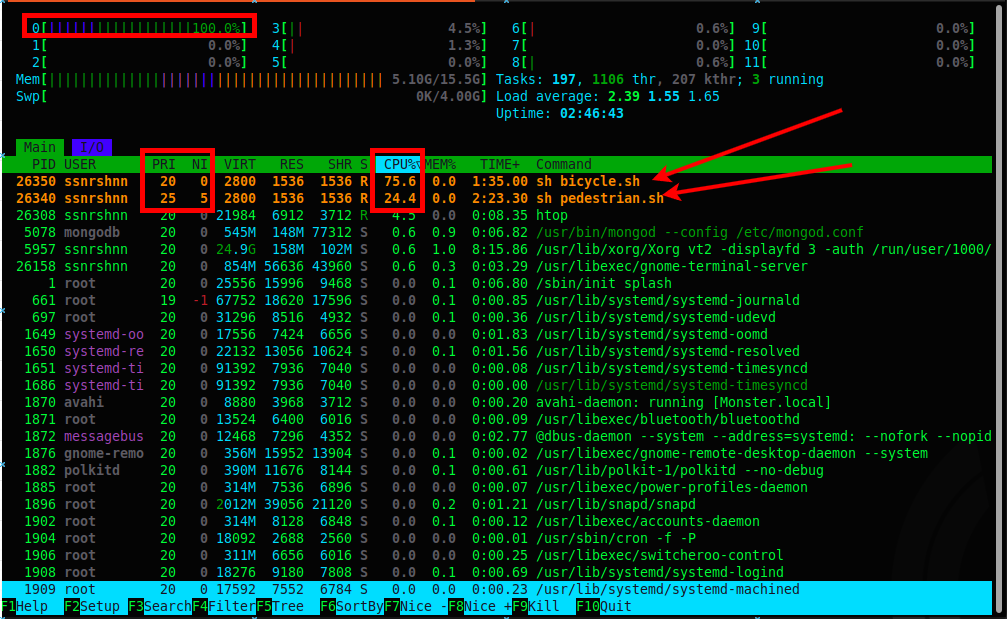 0[||||||||||||||||||100.0%] 3[|| 4.5%] 6[| 0.6%] 9[ 0.0%]
1[ 0.0%] 4[| 1.3%] 7[ 0.0%] 10[ 0.0%]
2[ 0.0%] 5[ 0.0%] 8[| 0.6%] 11[ 0.0%]
Mem[|||||||||||||||||||||||||||||||||||||||||| 5.10G/15.5G] Tasks: 197, 1106 thr, 207 kthr; 3 running
Swp[ 0K/4.00G] Load average: 2.39 1.55 1.65
Uptime: 02:46:43
Main I/O
PID USER PRI NI VIRT RES SHR S CPU%▽MEM% TIME+ Command
26350 ssnrshnn 20 0 2800 1536 1536 R 75.6 0.0 1:35.00 sh bicycle.sh
26340 ssnrshnn 25 5 2800 1536 1536 R 24.4 0.0 2:23.30 sh pedestrian.sh
26308 ssnrshnn 20 0 21984 6912 3712 R 4.5 0.0 0:08.35 htop
5078 mongodb 20 0 545M 148M 77312 S 0.6 0.9 0:06.82 /usr/bin/mongod --config /etc/mongod.conf
5957 ssnrshnn 20 0 24.9G 158M 102M S 0.6 1.0 8:15.86 /usr/lib/xorg/Xorg vt2 -displayfd 3 -auth /run/user/1000/
26158 ssnrshnn 20 0 854M 56636 43960 S 0.6 0.3 0:03.29 /usr/libexec/gnome-terminal-server
1 root 20 0 25556 15996 9468 S 0.0 0.1 0:06.80 /sbin/init splash
661 root 19 -1 67752 18620 17596 S 0.0 0.1 0:00.85 /usr/lib/systemd/systemd-journald
697 root 20 0 31296 8516 4932 S 0.0 0.1 0:00.36 /usr/lib/systemd/systemd-udevd
1649 systemd-oo 20 0 17556 7424 6656 S 0.0 0.0 0:01.83 /usr/lib/systemd/systemd-oomd
1650 systemd-re 20 0 22132 13056 10624 S 0.0 0.1 0:01.56 /usr/lib/systemd/systemd-resolved
1651 systemd-ti 20 0 91392 7936 7040 S 0.0 0.0 0:00.08 /usr/lib/systemd/systemd-timesyncd
1686 systemd-ti 20 0 91392 7936 7040 S 0.0 0.0 0:00.00 /usr/lib/systemd/systemd-timesyncd
1870 avahi 20 0 8880 3968 3712 S 0.0 0.0 0:00.20 avahi-daemon: running [Monster.local]
1871 root 20 0 13524 6400 6016 S 0.0 0.0 0:00.09 /usr/libexec/bluetooth/bluetoothd
1872 messagebus 20 0 12468 7296 4352 S 0.0 0.0 0:02.77 @dbus-daemon --system --address=systemd: --nofork --nopid
1876 gnome-remo 20 0 356M 15952 13904 S 0.0 0.1 0:00.02 /usr/libexec/gnome-remote-desktop-daemon --system
1882 polkitd 20 0 390M 11676 8144 S 0.0 0.1 0:00.61 /usr/lib/polkit-1/polkitd --no-debug
1885 root 20 0 314M 7536 6896 S 0.0 0.0 0:00.07 /usr/libexec/power-profiles-daemon
1896 root 20 0 2012M 39056 21120 S 0.0 0.2 0:01.21 /usr/lib/snapd/snapd
1902 root 20 0 314M 8128 6848 S 0.0 0.1 0:00.12 /usr/libexec/accounts-daemon
1904 root 20 0 18092 2688 2560 S 0.0 0.0 0:00.01 /usr/sbin/cron -f -P
1906 root 20 0 311M 6656 6016 S 0.0 0.0 0:00.25 /usr/libexec/switcheroo-control
1908 root 20 0 18276 9180 7808 S 0.0 0.1 0:00.69 /usr/lib/systemd/systemd-logind
1909 root 20 0 17592 7552 6784 S 0.0 0.0 0:00.23 /usr/lib/systemd/systemd-machined
F1Help F2Setup F3SearchF4FilterF5Tree F6SortByF7Nice -F8Nice +F9Kill F10Quit